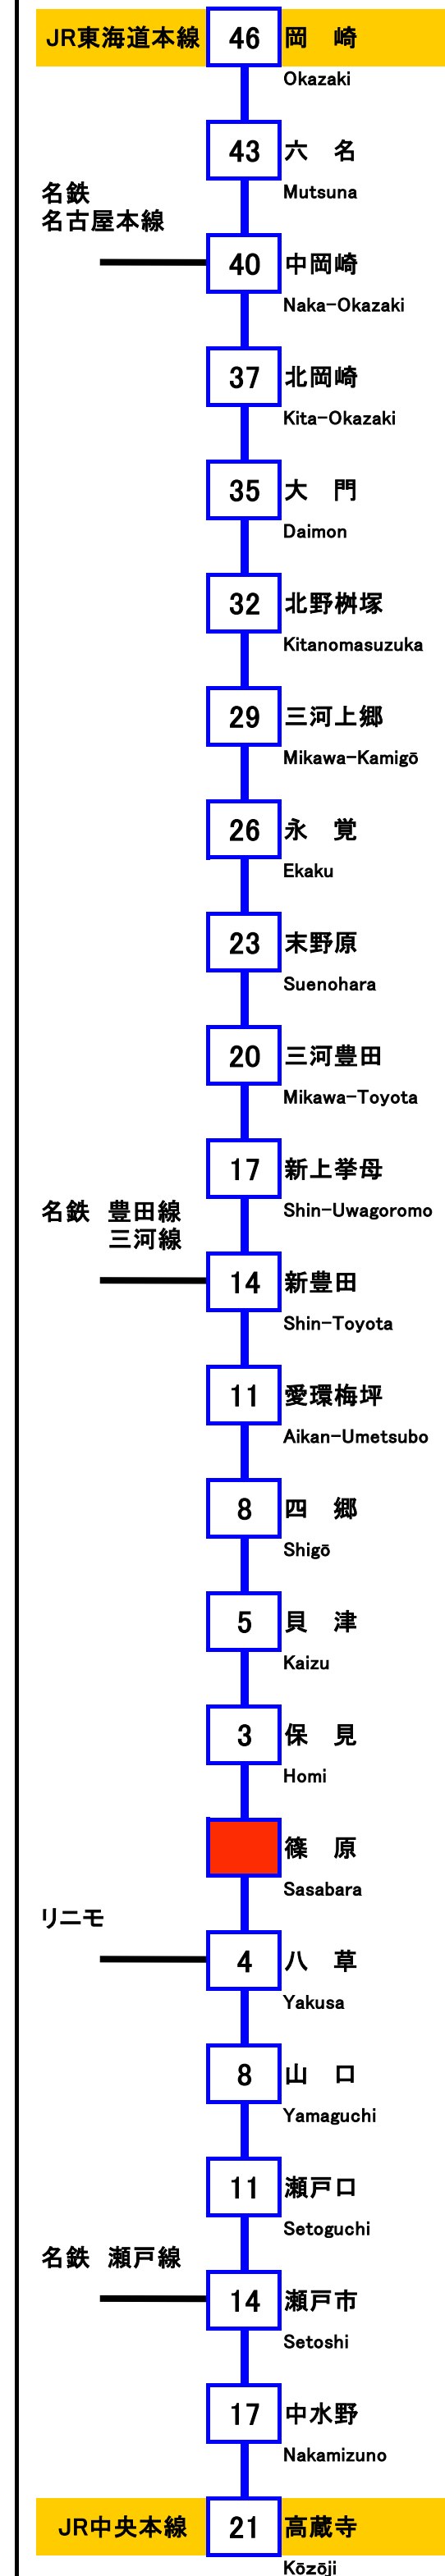 JR東海道本線 46 岡　崎
Okazaki
43 六　名
Mutsuna
名鉄
名古屋本線
40 中岡崎
Naka-Okazaki
37 北岡崎
Kita-Okazaki
35 大　門
Daimon
32 北野桝塚
Kitanomasuzuka
29 三河上郷
Mikawa-Kamigō
26 永　覚
Ekaku
23 末野原
Suenohara
20 三河豊田
Mikawa-Toyota
17 新上挙母
Shin-Uwagoromo
名鉄　豊田線
三河線
14 新豊田
Shin-Toyota
11 愛環梅坪
Aikan-Umetsubo
8 四　郷
Shigō
5 貝　津
Kaizu
3 保　見
Homi
篠　原
Sasabara
リニモ
4 八　草
Yakusa
8 山　口
Yamaguchi
11 瀬戸口
Setoguchi
名鉄　瀬戸線
14 瀬戸市
Setoshi
17 中水野
Nakamizuno
JR中央本線 21 高蔵寺
Kōzōji